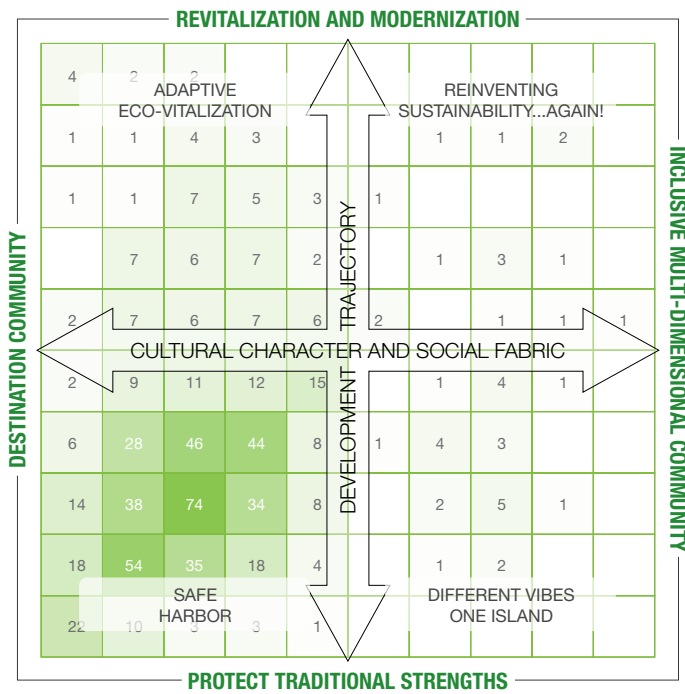 REVITALIZATION AND MODERNIZATION
4 2 2
ADAPTIVE
ECO-VITALIZATION
REINVENTING
SUSTAINABILITY...AGAIN!
1 1 4 3 1 1 2
1 1 7 5 3 1
7 6 7 2 1 3 1
2 7 6 7 6 2 1 1 1
DESTINATION COMMUNITY
INCLUSIVE MULTI-DIMENSIONAL COMMUNITY
CULTURAL CHARACTER AND SOCIAL FABRIC
DEVELOPMENT TRAJECTORY
2 9 11 12 15 1 4 1
6 28 46 44 8 1 4 3
14 38 74 34 8 2 5 1
18 54 35 18 4 1 2
SAFE
HARBOR
DIFFERENT VIBES
ONE ISLAND
22 10 3 3 1
PROTECT TRADITIONAL STRENGTHS